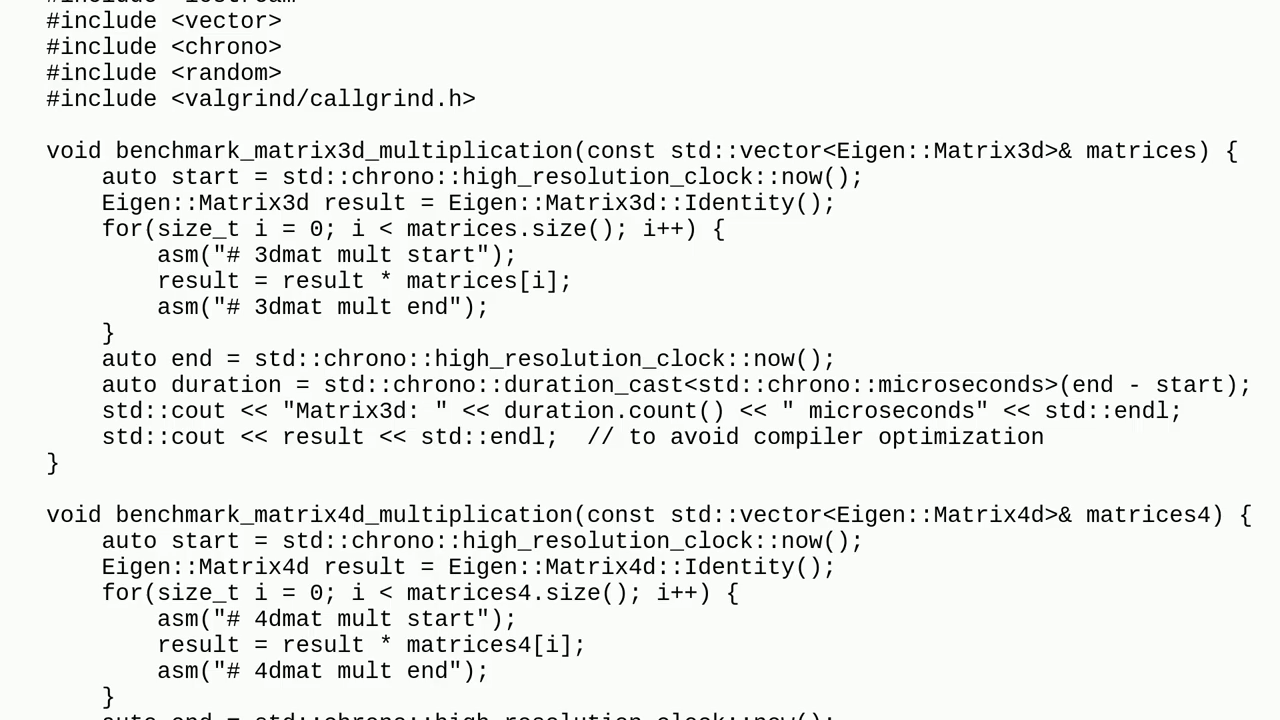 #include <vector>
#include <chrono>
#include <random>
#include <valgrind/callgrind.h>

void benchmark_matrix3d_multiplication(const std::vector<Eigen::Matrix3d>& matrices) {
    auto start = std::chrono::high_resolution_clock::now();
    Eigen::Matrix3d result = Eigen::Matrix3d::Identity();
    for(size_t i = 0; i < matrices.size(); i++) {
        asm("# 3dmat mult start");
        result = result * matrices[i];
        asm("# 3dmat mult end");
    }
    auto end = std::chrono::high_resolution_clock::now();
    auto duration = std::chrono::duration_cast<std::chrono::microseconds>(end - start);
    std::cout << "Matrix3d: " << duration.count() << " microseconds" << std::endl;
    std::cout << result << std::endl;  // to avoid compiler optimization
}

void benchmark_matrix4d_multiplication(const std::vector<Eigen::Matrix4d>& matrices4) {
    auto start = std::chrono::high_resolution_clock::now();
    Eigen::Matrix4d result = Eigen::Matrix4d::Identity();
    for(size_t i = 0; i < matrices4.size(); i++) {
        asm("# 4dmat mult start");
        result = result * matrices4[i];
        asm("# 4dmat mult end");
    }